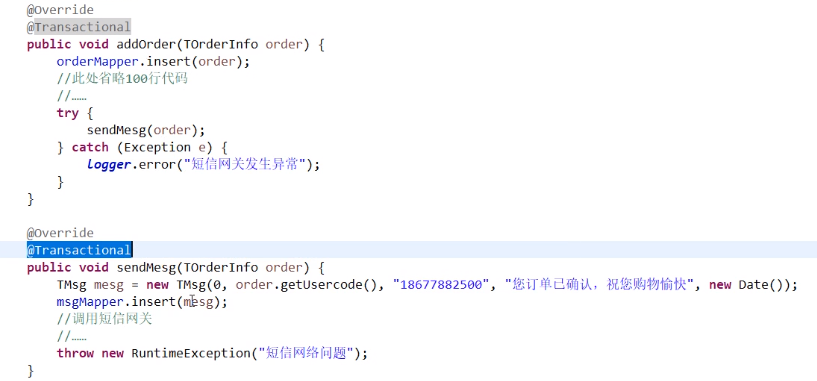 @Override
@Transactional
public void addOrder(TOrderInfo order) {
    orderMapper.insert(order);
    //此处省略100行代码
    //……
    try {
        sendMesg(order);
    } catch (Exception e) {
        Logger.error("短信网关发生异常");
    }
}
@Override
@Transactional
public void sendMesg(TOrderInfo order) {
    TMsg mesg = new TMsg(0, order.getUsercode(), "18677882500", "您订单已确认，祝您购物愉快", new Date());
    msgMapper.insert(mesg);
    //调用短信网关
    //……
    throw new RuntimeException("短信网络问题");
}